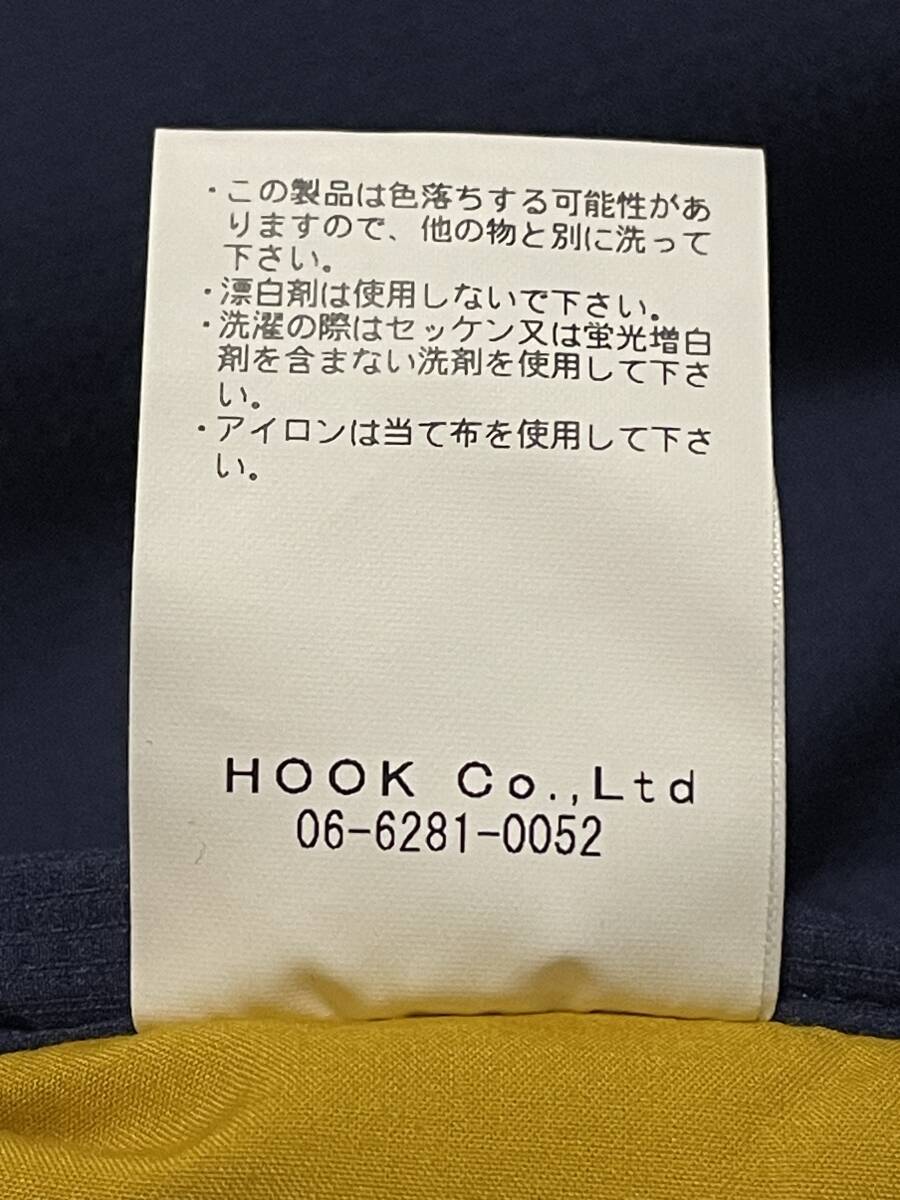 ・この製品は色落ちする可能性があ
りますので、他の物と別に洗って
下さい。
・漂白剤は使用しないで下さい。
・洗濯の際はセッケン又は蛍光増白
剤を含まない洗剤を使用して下さ
い。
・アイロンは当て布を使用して下さ
い。
HOOK Co.,Ltd
06-6281-0052